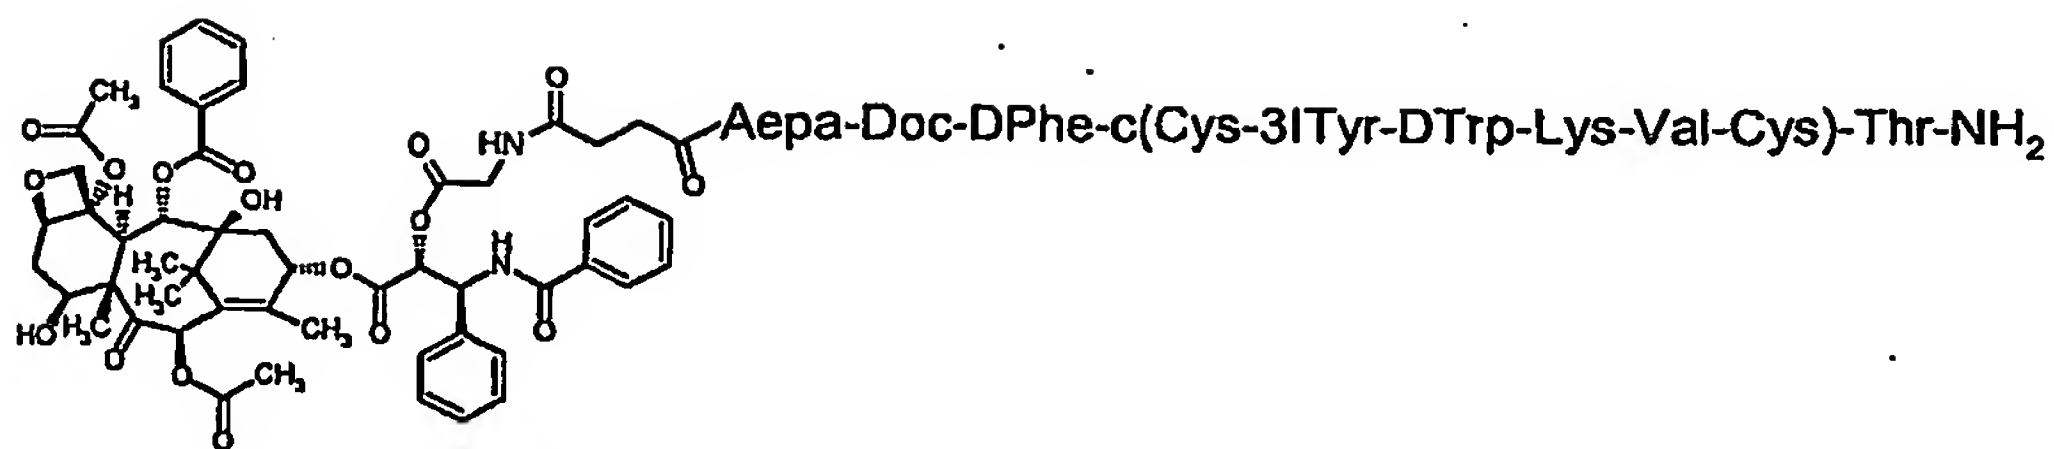 O
CH₃
Aepa-Doc-DPhe-c(Cys-3ITyr-DTrp-Lys-Val-Cys)-Thr-NH₂
O
O
HN
O
O
O
O
O
H
OH
O
H
N
H₃C
O
H₃C
HO
H₃C
CH₃
O
O
O
O
CH₃
O